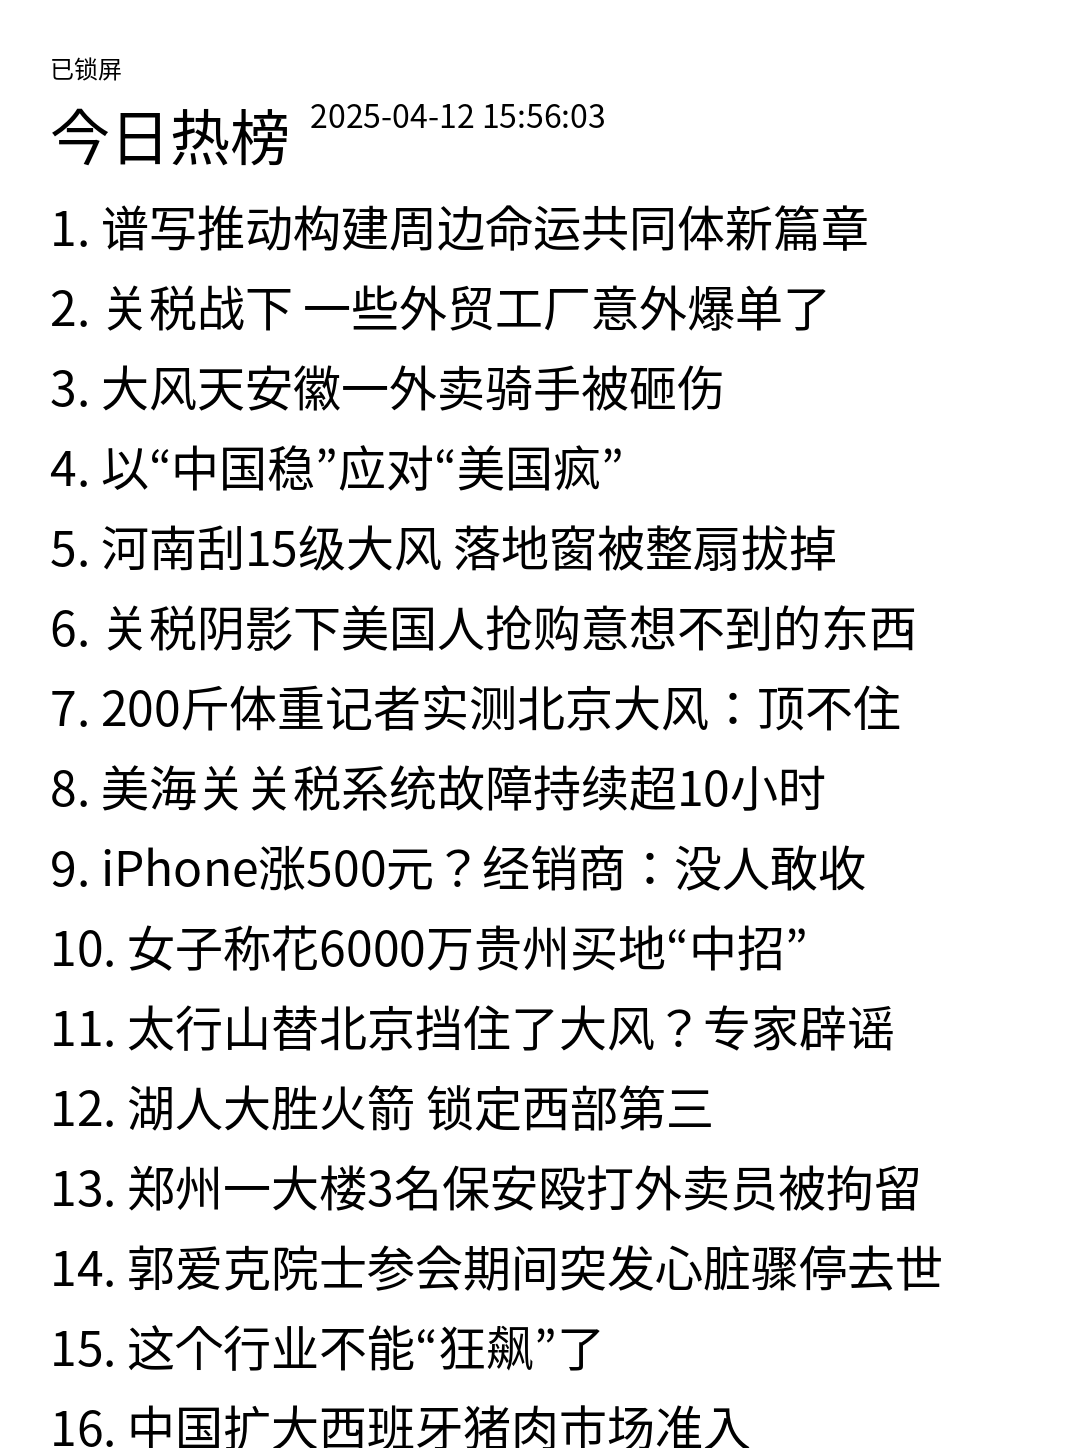 已锁屏
今日热榜 2025-04-12 15:56:03
1. 谱写推动构建周边命运共同体新篇章
2. 关税战下 一些外贸工厂意外爆单了
3. 大风天安徽一外卖骑手被砸伤
4. 以“中国稳”应对“美国疯”
5. 河南刮15级大风 落地窗被整扇拔掉
6. 关税阴影下美国人抢购意想不到的东西
7. 200斤体重记者实测北京大风：顶不住
8. 美海关关税系统故障持续超10小时
9. iPhone涨500元？经销商：没人敢收
10. 女子称花6000万贵州买地“中招”
11. 太行山替北京挡住了大风？专家辟谣
12. 湖人大胜火箭 锁定西部第三
13. 郑州一大楼3名保安殴打外卖员被拘留
14. 郭爱克院士参会期间突发心脏骤停去世
15. 这个行业不能“狂飙”了
16. 中国扩大西班牙猪肉市场准入